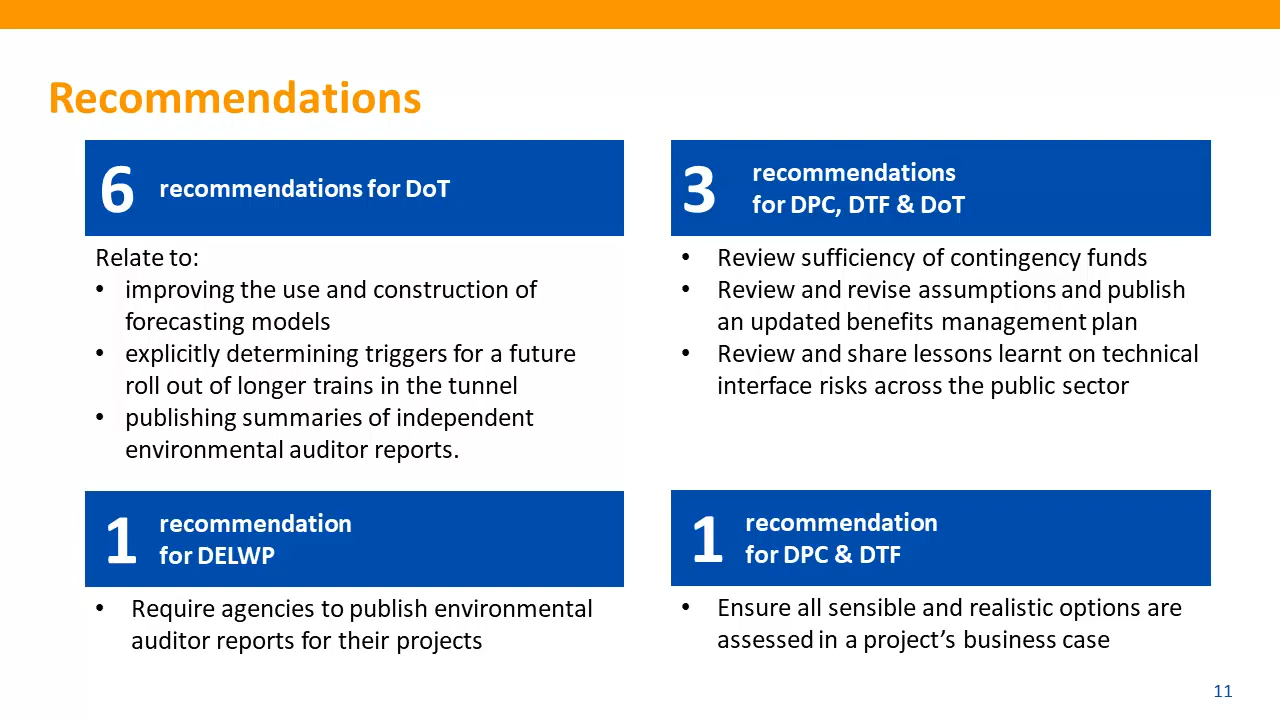 Recommendations
6
recommendations for DoT
Relate to:
• improving the use and construction of
forecasting models
• explicitly determining triggers for a future
roll out of longer trains in the tunnel
• publishing summaries of independent
environmental auditor reports.
3
recommendations
for DPC, DTF & DoT
• Review sufficiency of contingency funds
• Review and revise assumptions and publish
an updated benefits management plan
• Review and share lessons learnt on technical
interface risks across the public sector
1
recommendation
for DELWP
• Require agencies to publish environmental
auditor reports for their projects
1
recommendation
for DPC & DTF
• Ensure all sensible and realistic options are
assessed in a project’s business case
11